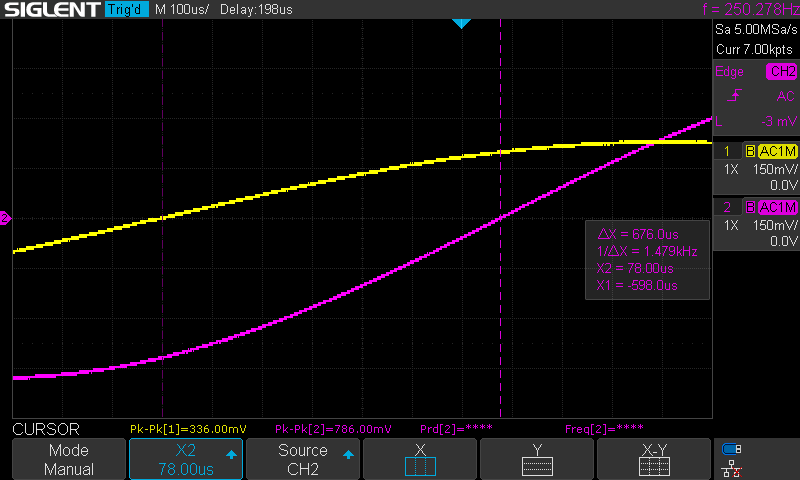 SIGLENT Trig'd M 100us/ Delay:198us f = 250.278Hz
Sa 5.00MSa/s
Curr 7.00kpts
Edge CH2
AC
L -3 mV
1 B AC1M
1X 150mV/
0.0V
2 B AC1M
1X 150mV/
0.0V
2
ΔX = 676.0us
1/ΔX = 1.479kHz
X2 = 78.00us
X1 = -598.0us
CURSOR Pk-Pk[1]=336.00mV Pk-Pk[2]=786.00mV Prd[2]=**** Freq[2]=****
Mode
Manual
X2
78.00us
Source
CH2
X
Y
X-Y